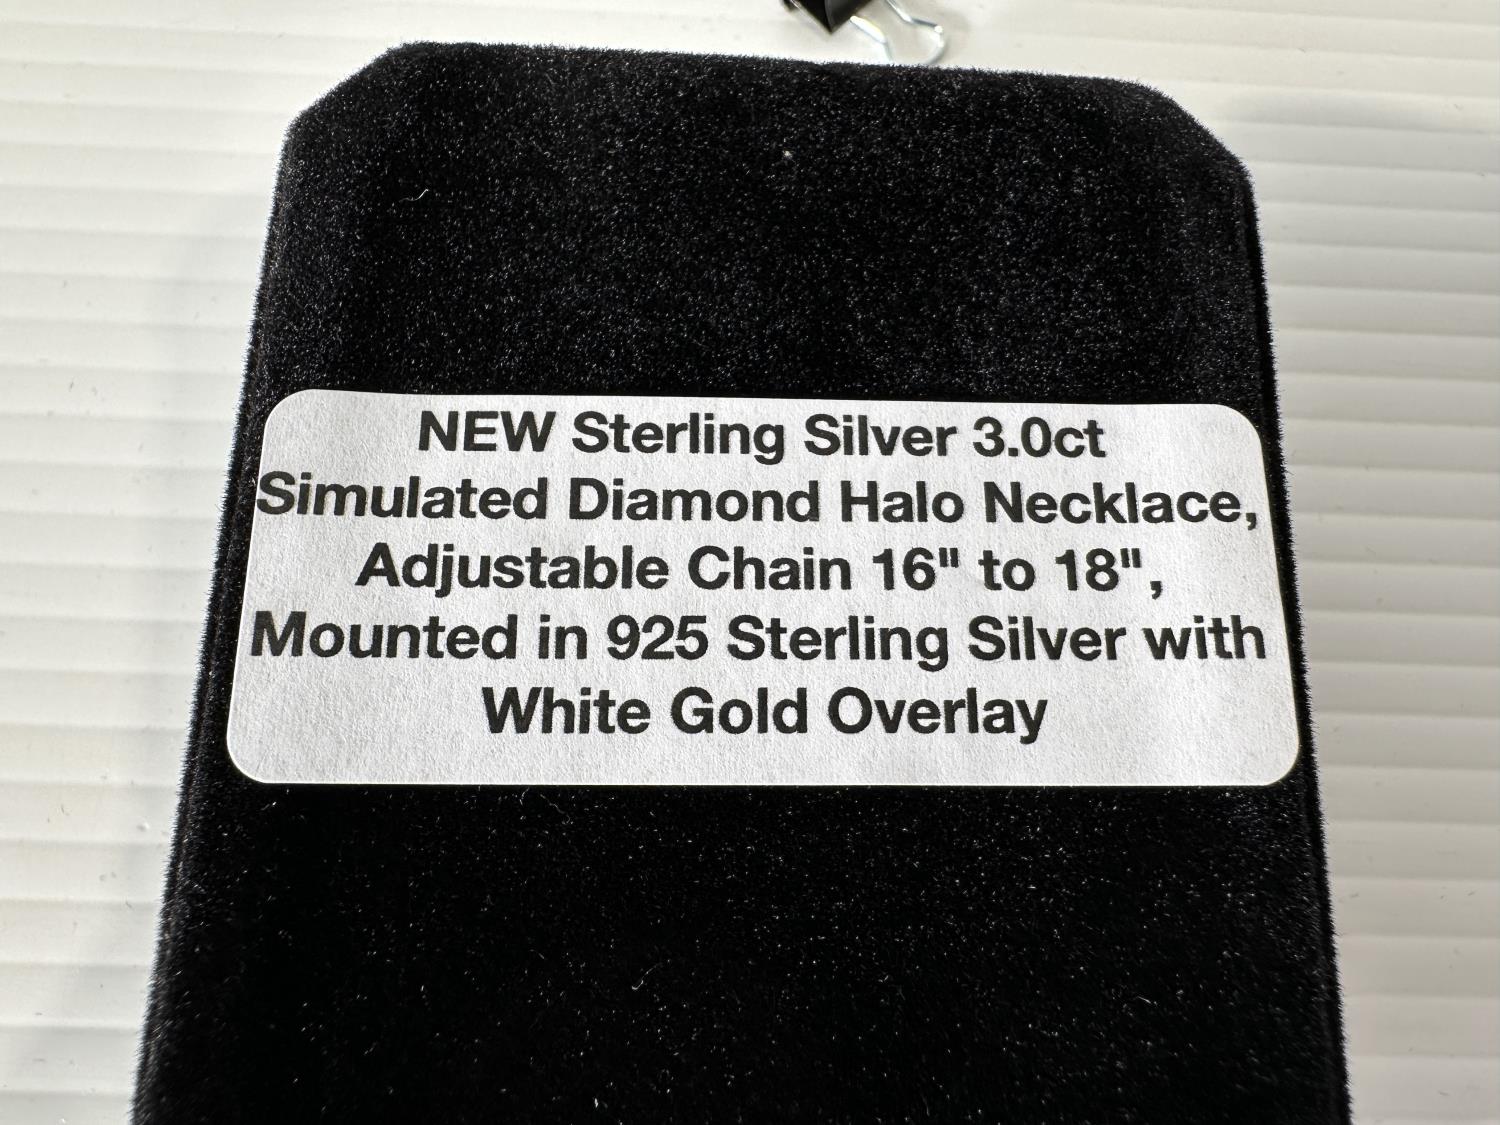 NEW Sterling Silver 3.0ct
Simulated Diamond Halo Necklace,
Adjustable Chain 16" to 18",
Mounted in 925 Sterling Silver with
White Gold Overlay